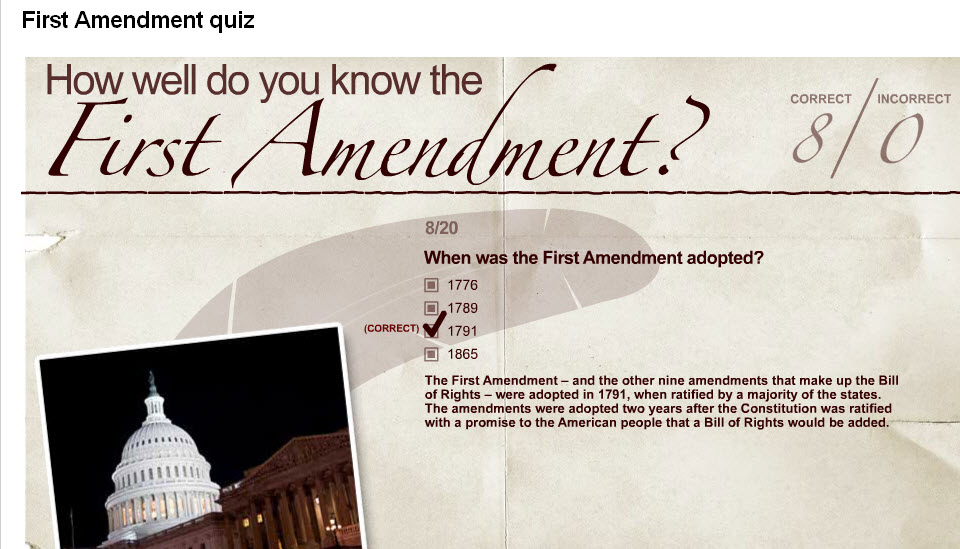 First Amendment quiz
How well do you know the
First Amendment?
CORRECT / INCORRECT
8 / 0
8/20
When was the First Amendment adopted?
1776
1789
(CORRECT) 1791
1865
The First Amendment – and the other nine amendments that make up the Bill
of Rights – were adopted in 1791, when ratified by a majority of the states.
The amendments were adopted two years after the Constitution was ratified
with a promise to the American people that a Bill of Rights would be added.